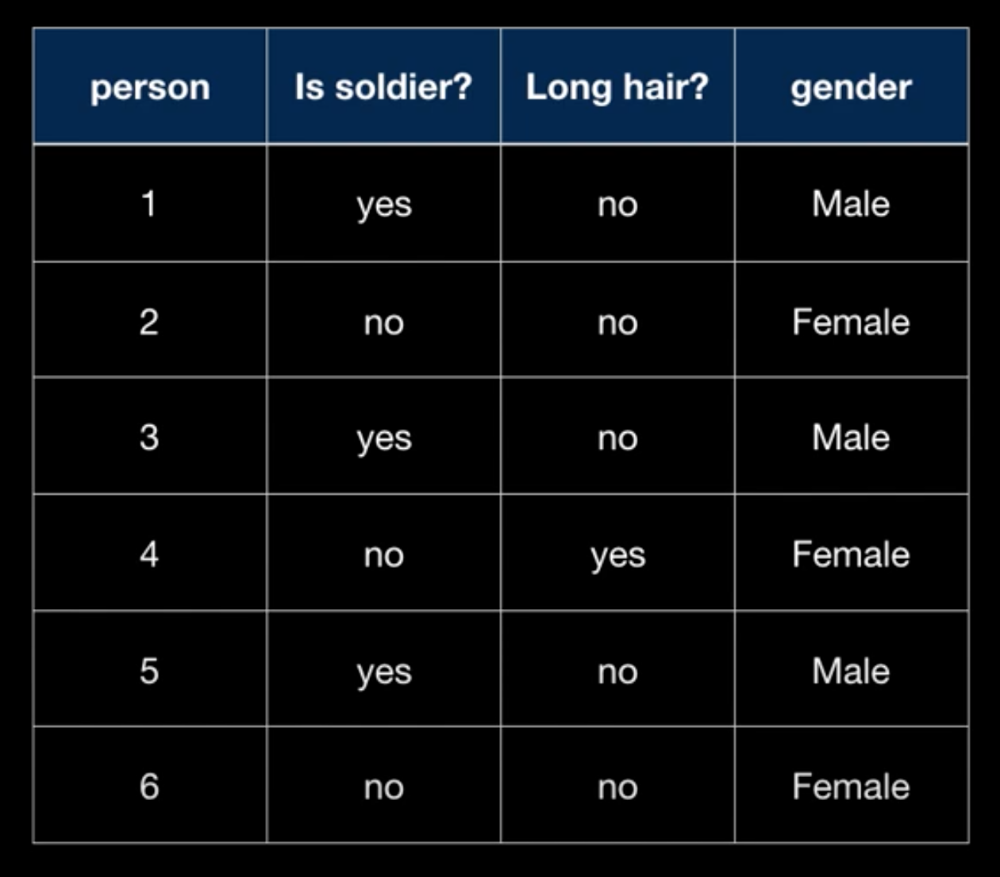 person Is soldier? Long hair? gender
1 yes no Male
2 no no Female
3 yes no Male
4 no yes Female
5 yes no Male
6 no no Female